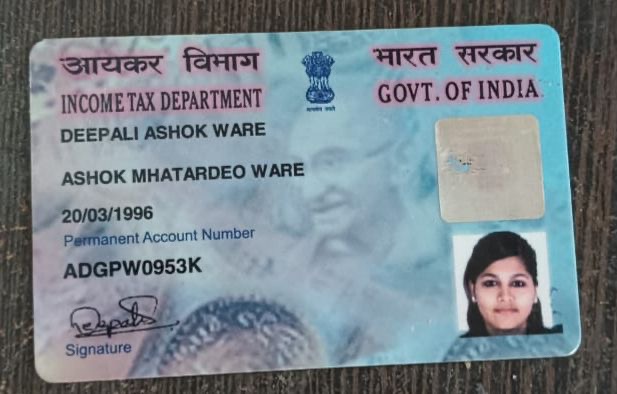 आयकर विभाग
INCOME TAX DEPARTMENT
भारत सरकार
GOVT. OF INDIA
DEEPALI ASHOK WARE
ASHOK MHATARDEO WARE
20/03/1996
Permanent Account Number
ADGPW0953K
Deepali
Signature